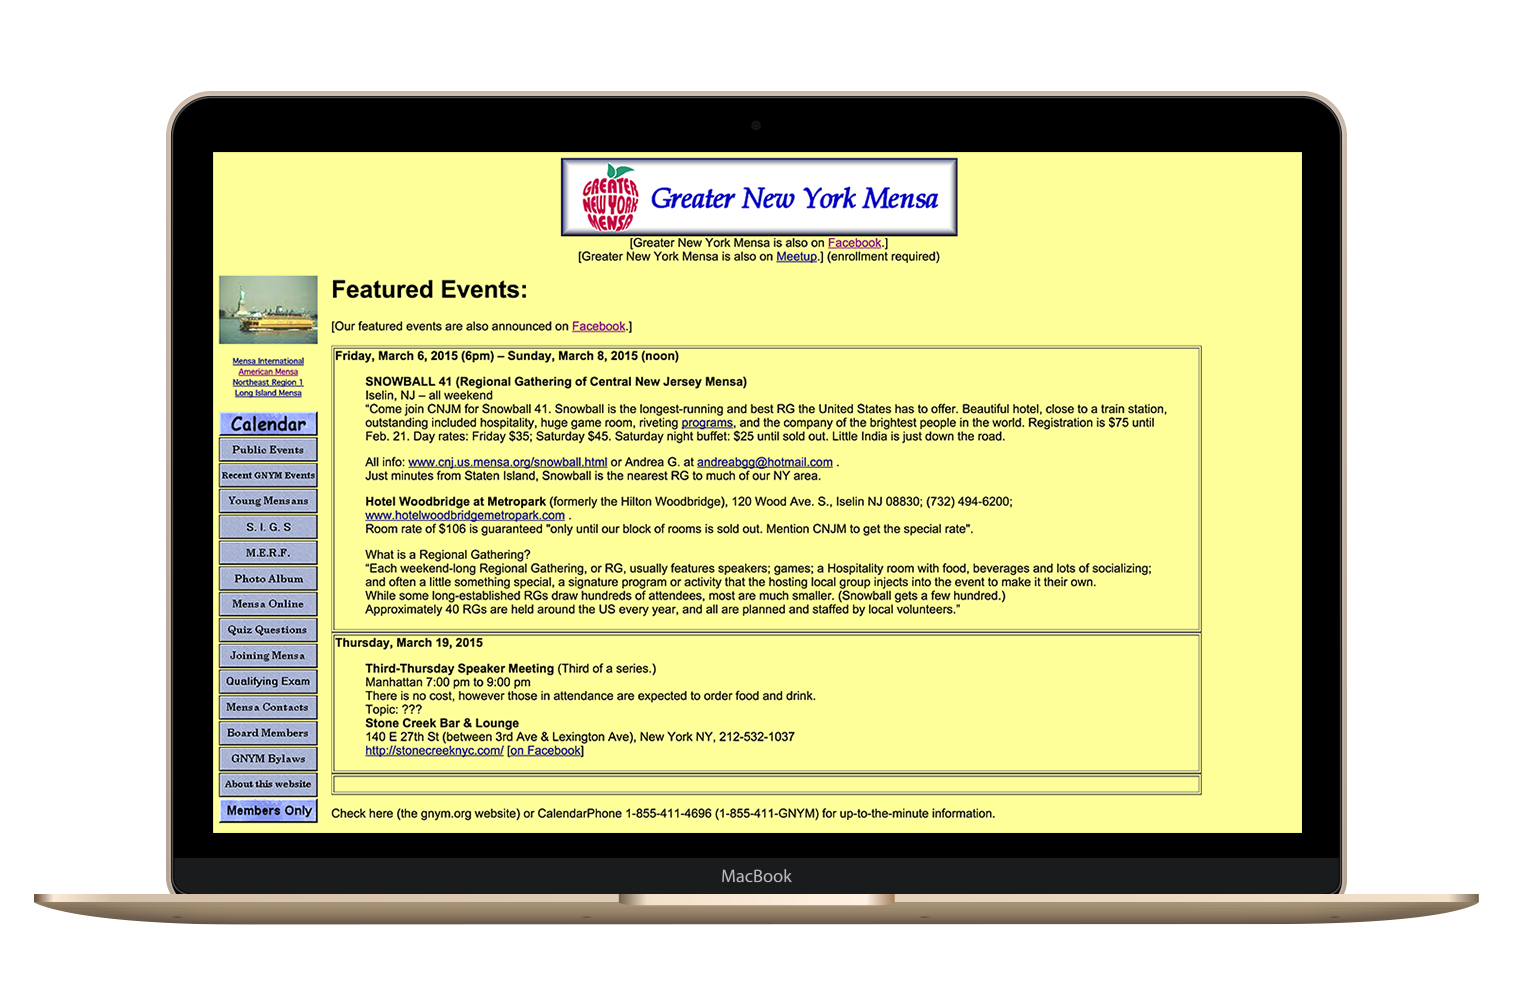 GREATER
NEW YORK
MENSA
Greater New York Mensa
[Greater New York Mensa is also on Facebook.]
[Greater New York Mensa is also on Meetup.] (enrollment required)
Mensa International
American Mensa
Northeast Region 1
Long Island Mensa
Calendar
Public Events
Recent GNYM Events
Young Mensans
S. I. G. S
M.E.R.F.
Photo Album
Mensa Online
Quiz Questions
Joining Mensa
Qualifying Exam
Mensa Contacts
Board Members
GNYM Bylaws
About this website
Members Only
Featured Events:
[Our featured events are also announced on Facebook.]
Friday, March 6, 2015 (6pm) – Sunday, March 8, 2015 (noon)
SNOWBALL 41 (Regional Gathering of Central New Jersey Mensa)
Iselin, NJ – all weekend
“Come join CNJM for Snowball 41. Snowball is the longest-running and best RG the United States has to offer. Beautiful hotel, close to a train station,
outstanding included hospitality, huge game room, riveting programs, and the company of the brightest people in the world. Registration is $75 until
Feb. 21. Day rates: Friday $35; Saturday $45. Saturday night buffet: $25 until sold out. Little India is just down the road.
All info: www.cnj.us.mensa.org/snowball.html or Andrea G. at andreabgg@hotmail.com .
Just minutes from Staten Island, Snowball is the nearest RG to much of our NY area.
Hotel Woodbridge at Metropark (formerly the Hilton Woodbridge), 120 Wood Ave. S., Iselin NJ 08830; (732) 494-6200;
www.hotelwoodbridgemetropark.com .
Room rate of $106 is guaranteed "only until our block of rooms is sold out. Mention CNJM to get the special rate".
What is a Regional Gathering?
“Each weekend-long Regional Gathering, or RG, usually features speakers; games; a Hospitality room with food, beverages and lots of socializing;
and often a little something special, a signature program or activity that the hosting local group injects into the event to make it their own.
While some long-established RGs draw hundreds of attendees, most are much smaller. (Snowball gets a few hundred.)
Approximately 40 RGs are held around the US every year, and all are planned and staffed by local volunteers.”
Thursday, March 19, 2015
Third-Thursday Speaker Meeting (Third of a series.)
Manhattan 7:00 pm to 9:00 pm
There is no cost, however those in attendance are expected to order food and drink.
Topic: ???
Stone Creek Bar & Lounge
140 E 27th St (between 3rd Ave & Lexington Ave), New York NY, 212-532-1037
http://stonecreeknyc.com/ [on Facebook]
Check here (the gnym.org website) or CalendarPhone 1-855-411-4696 (1-855-411-GNYM) for up-to-the-minute information.
MacBook